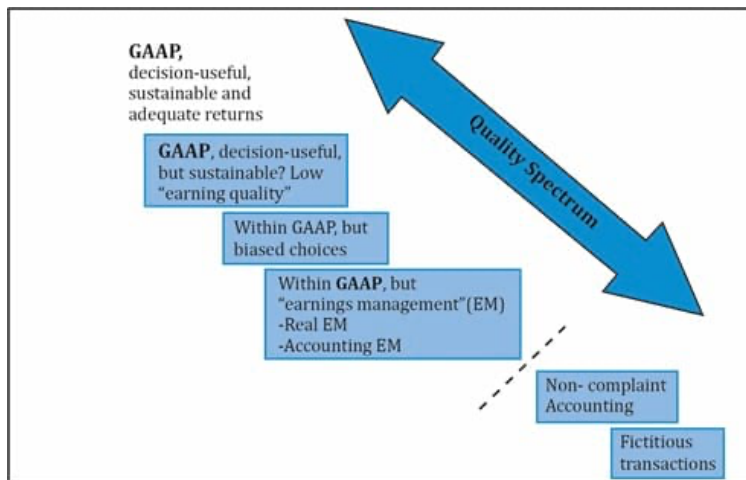 GAAP,
decision-useful,
sustainable and
adequate returns
GAAP, decision-useful,
but sustainable? Low
“earning quality”
Within GAAP, but
biased choices
Within GAAP, but
“earnings management”(EM)
-Real EM
-Accounting EM
Quality Spectrum
Non- complaint
Accounting
Fictitious
transactions